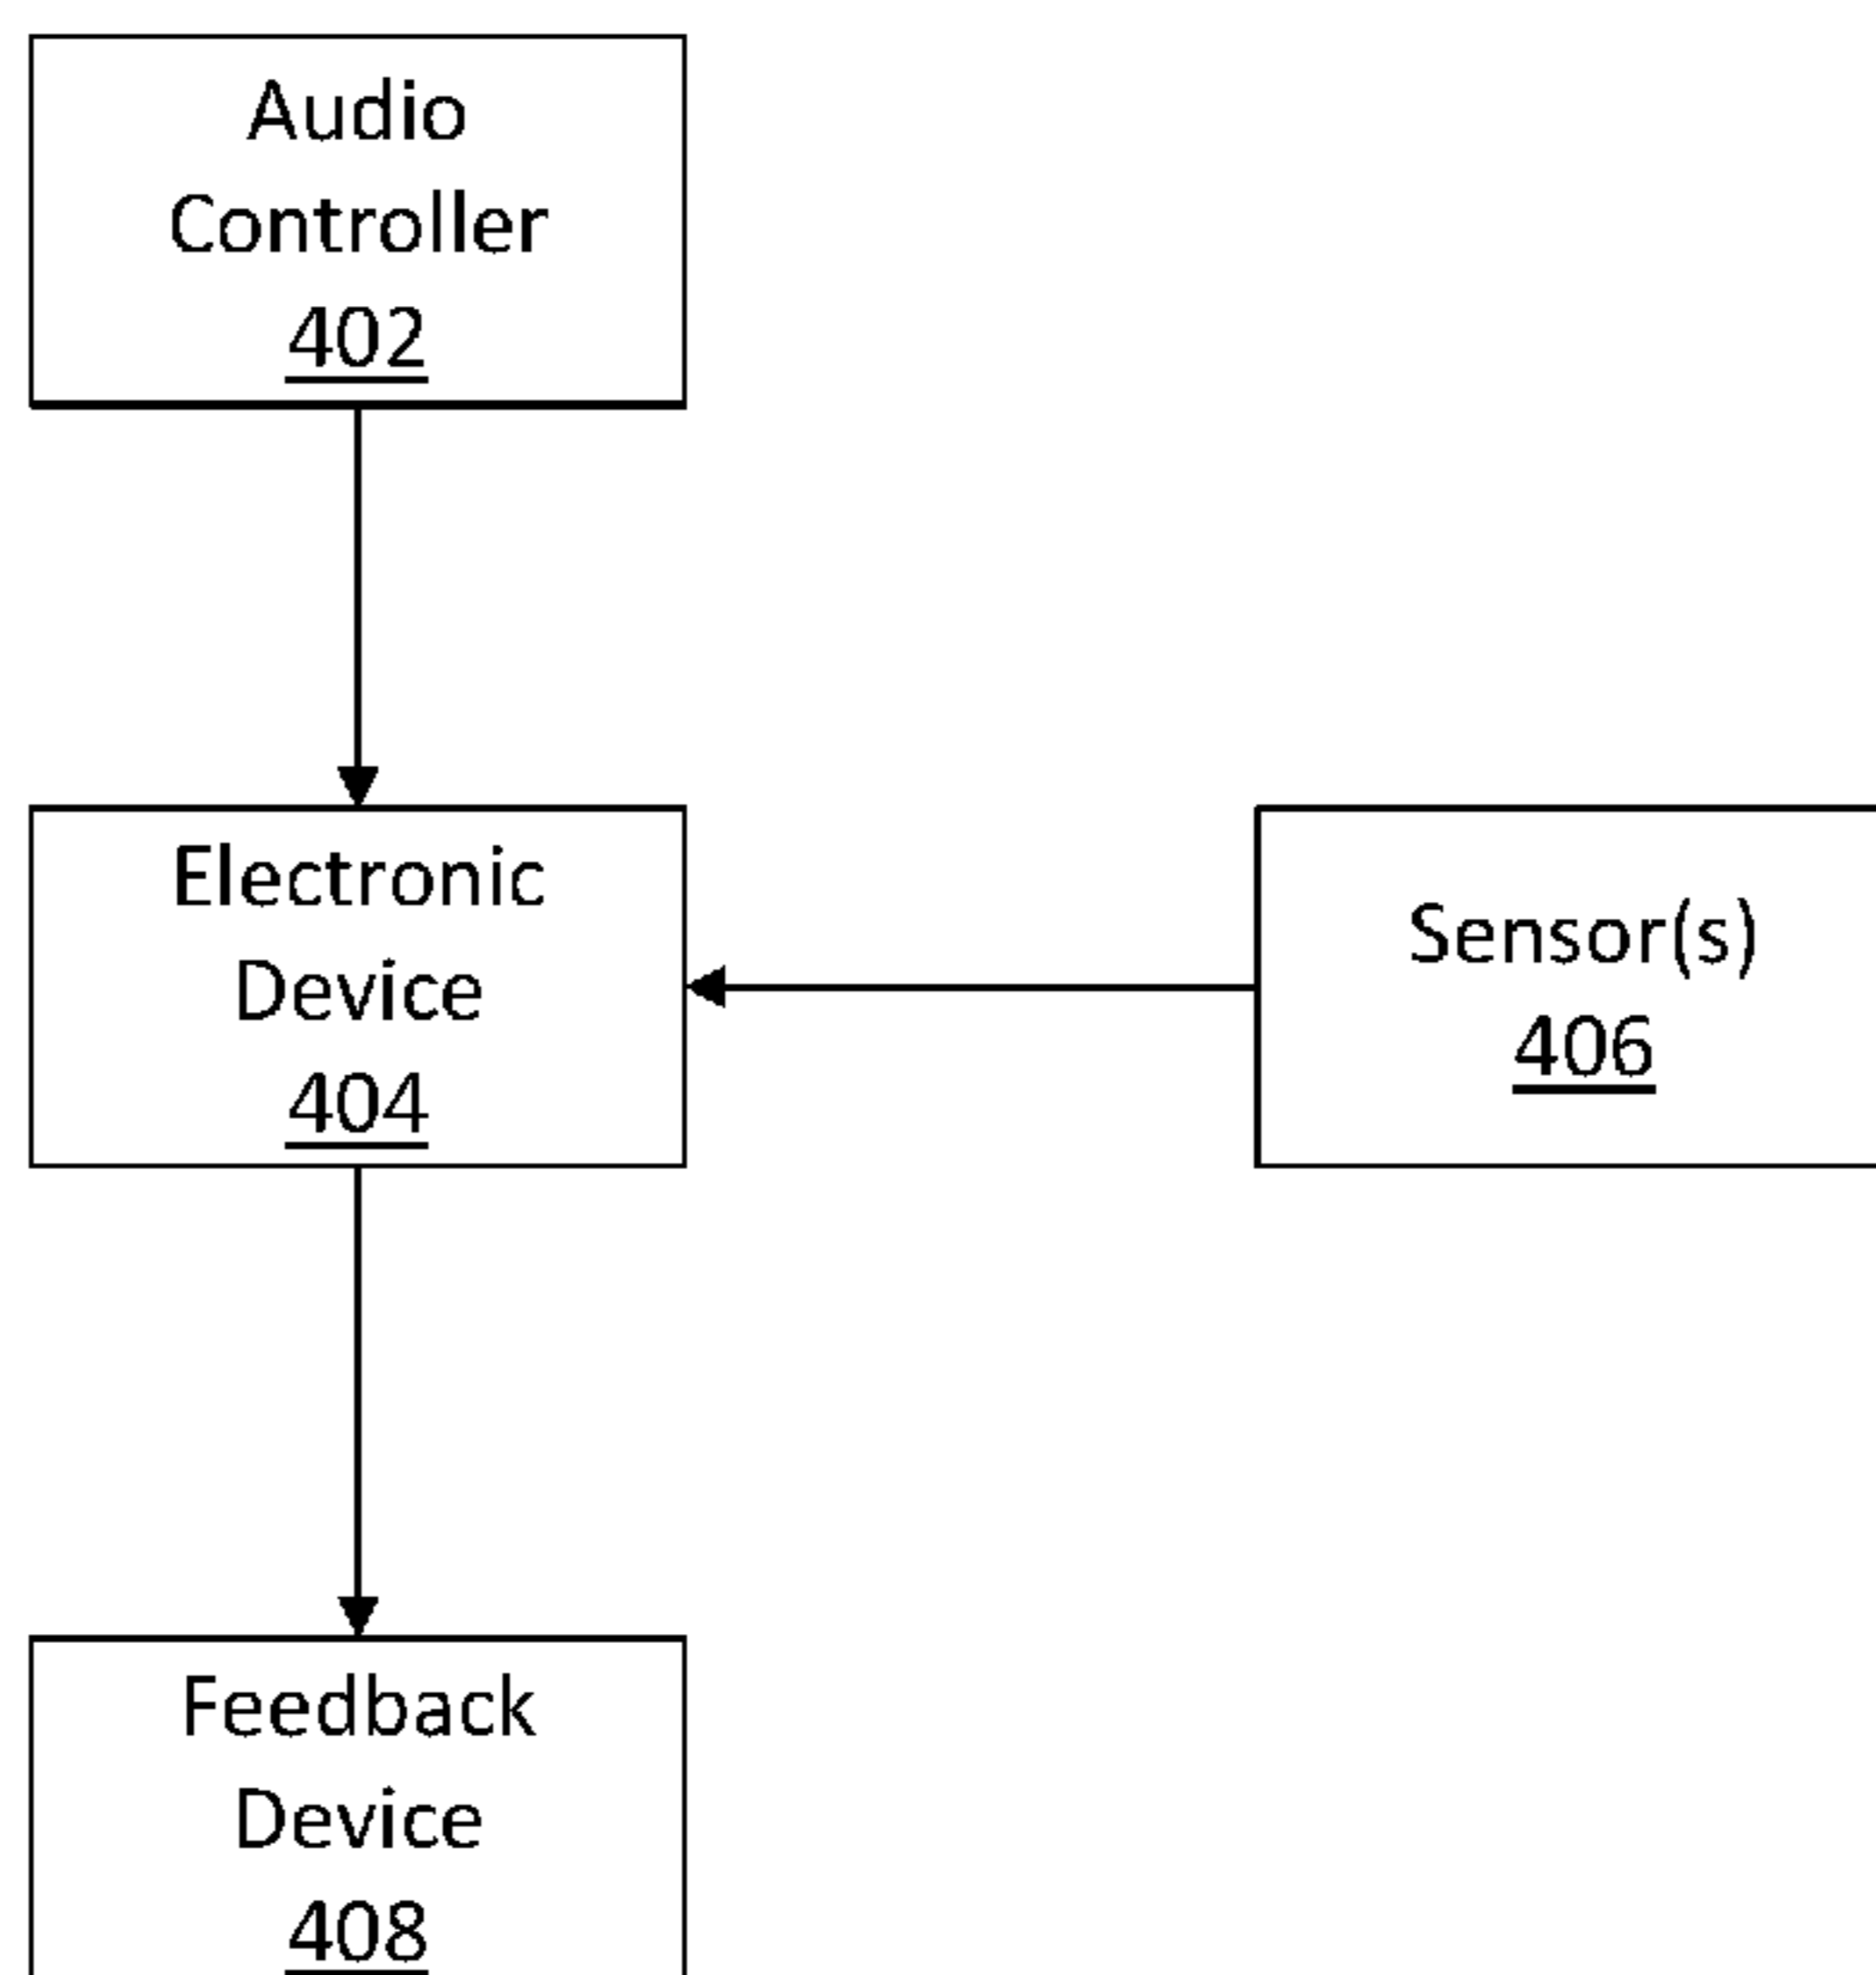 Audio
Controller
402
Electronic
Device
404
Sensor(s)
406
Feedback
Device
408